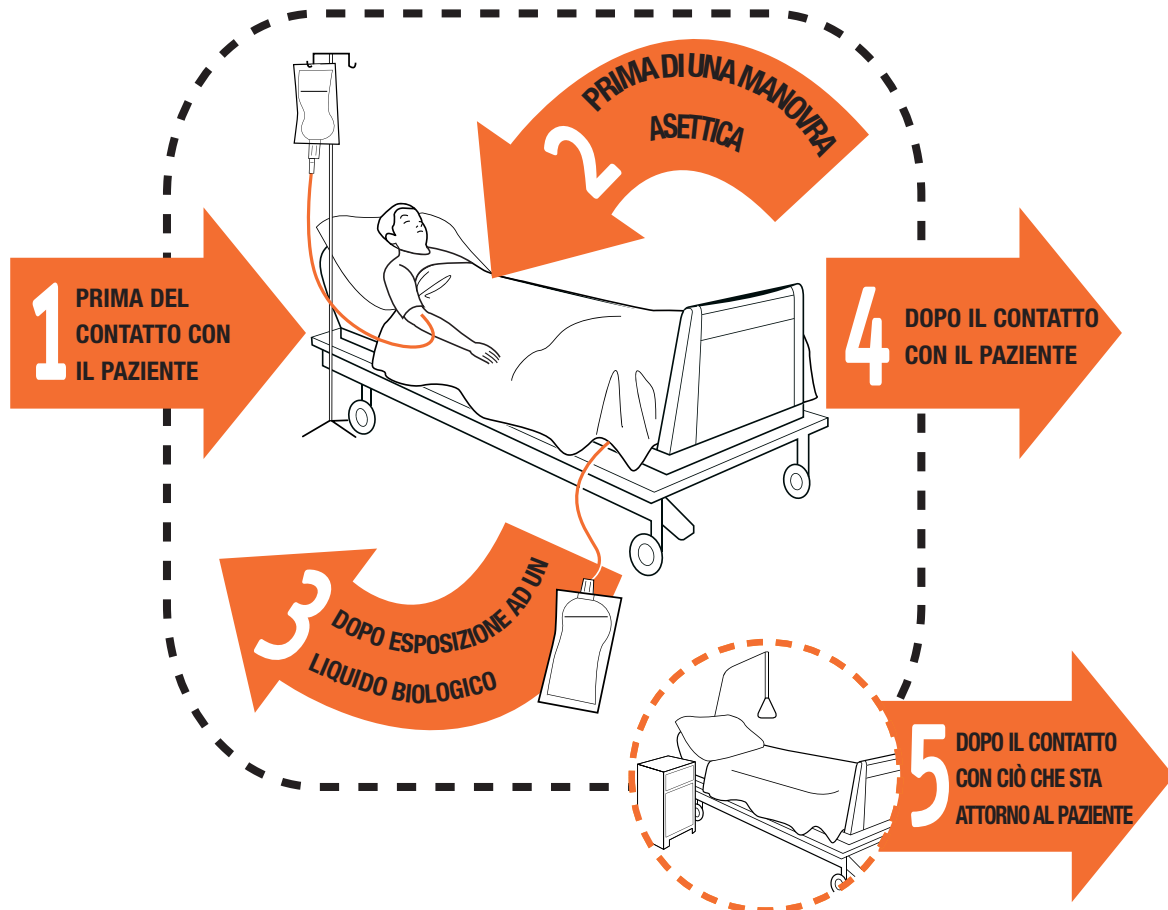 1
PRIMA DEL
CONTATTO CON
IL PAZIENTE
2
PRIMA DI UNA MANOVRA
ASETTICA
3
DOPO ESPOSIZIONE AD UN
LIQUIDO BIOLOGICO
4
DOPO IL CONTATTO
CON IL PAZIENTE
5
DOPO IL CONTATTO
CON CIÒ CHE STA
ATTORNO AL PAZIENTE